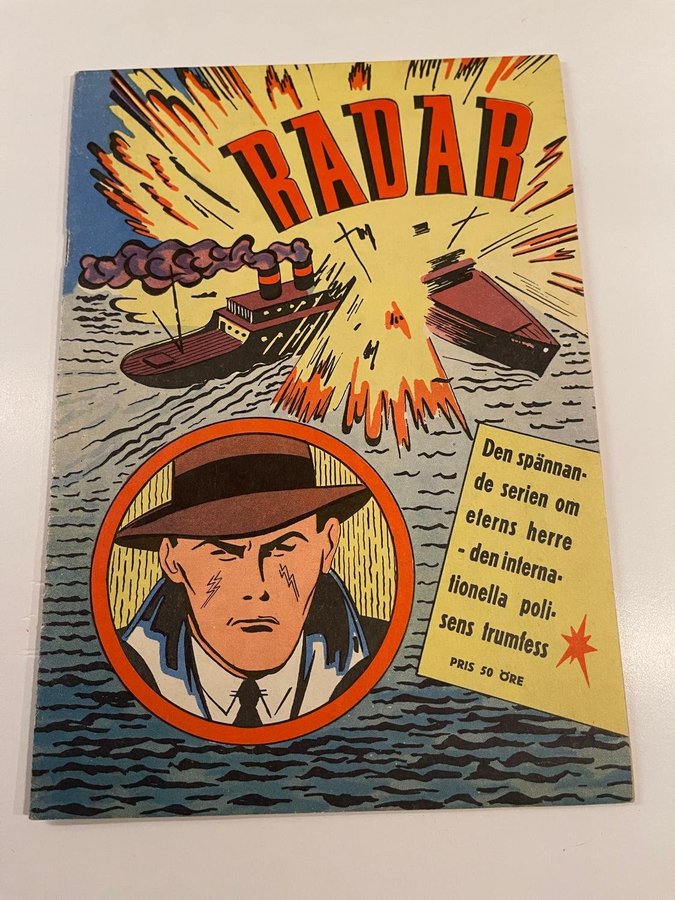 RADAR
Den spännan-
de serien om
eterns herre
- den interna-
tionella poli-
sens trumfess
PRIS 50 ÖRE